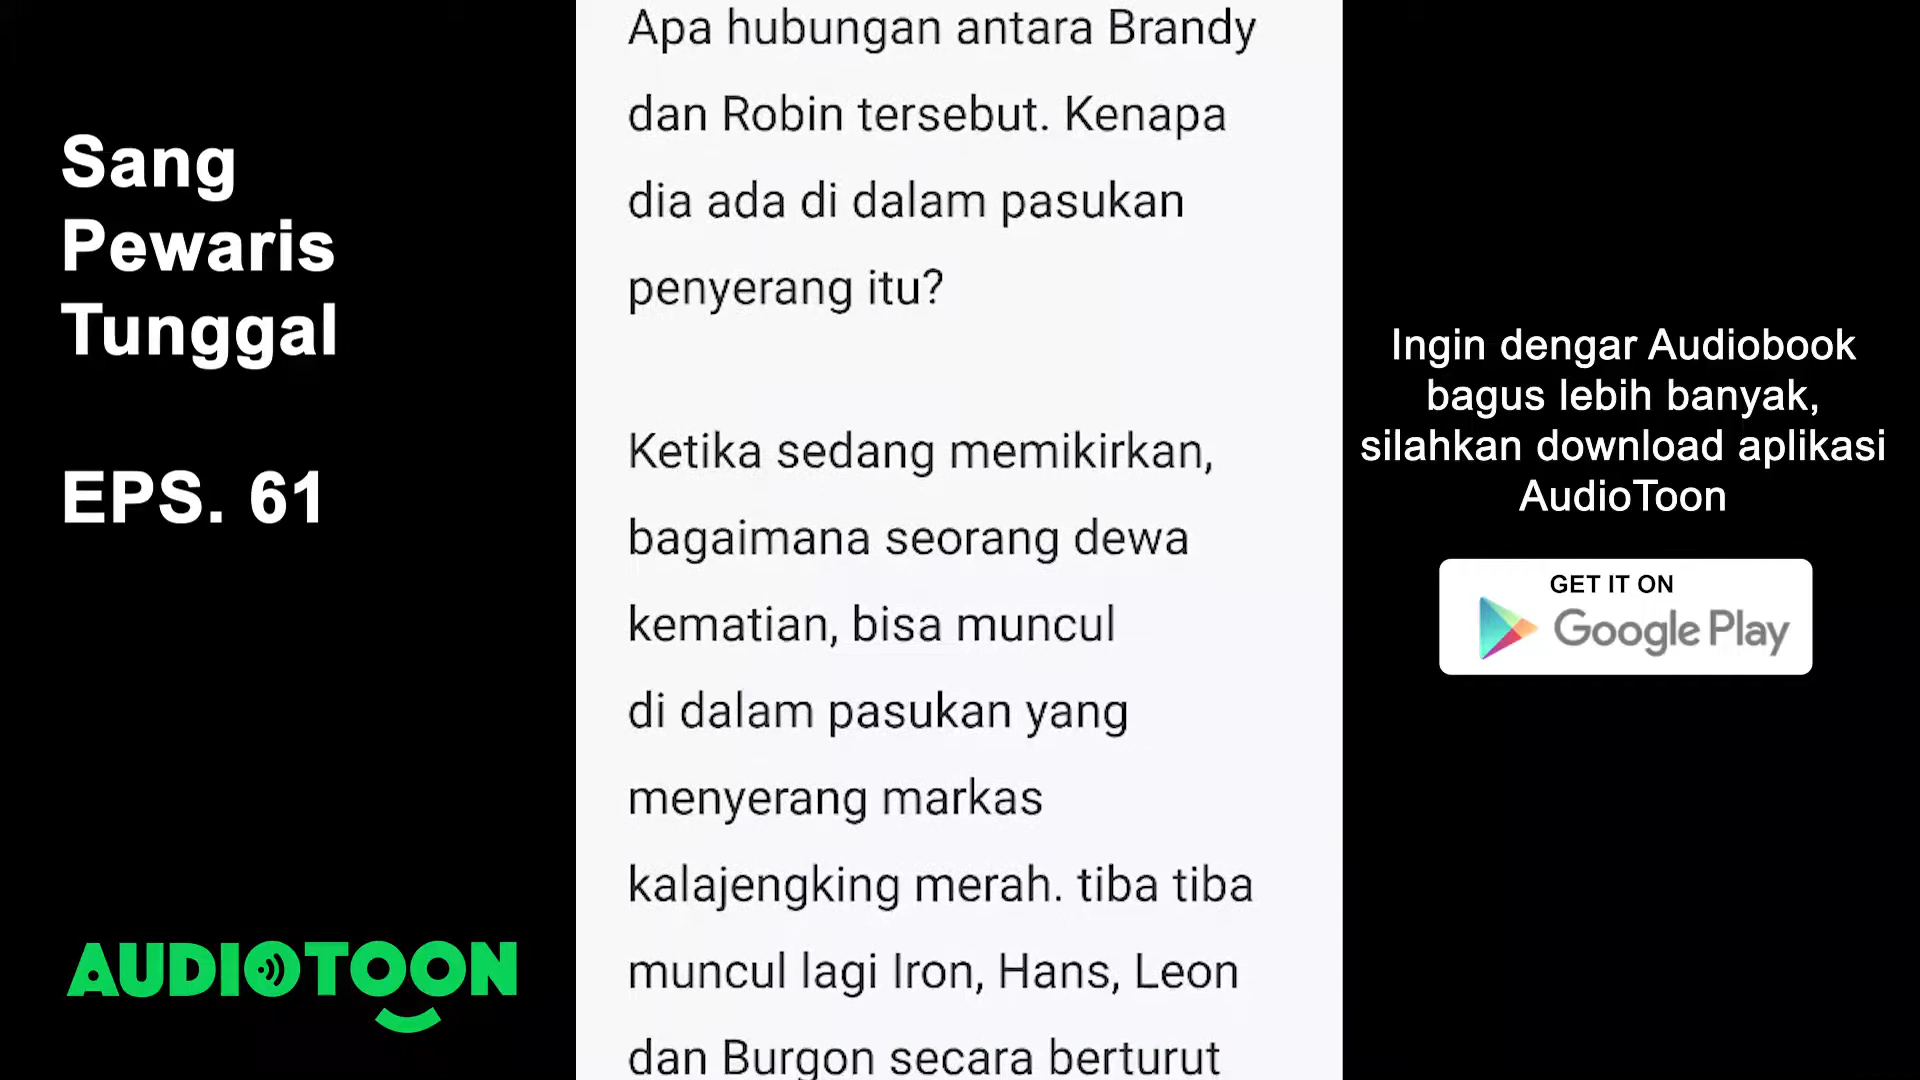 Sang
Pewaris
Tunggal
EPS. 61
AUDIOTOON
Apa hubungan antara Brandy
dan Robin tersebut. Kenapa
dia ada di dalam pasukan
penyerang itu?
Ketika sedang memikirkan,
bagaimana seorang dewa
kematian, bisa muncul
di dalam pasukan yang
menyerang markas
kalajengking merah. tiba tiba
muncul lagi Iron, Hans, Leon
dan Burgon secara berturut
Ingin dengar Audiobook
bagus lebih banyak,
silahkan download aplikasi
AudioToon
GET IT ON
Google Play